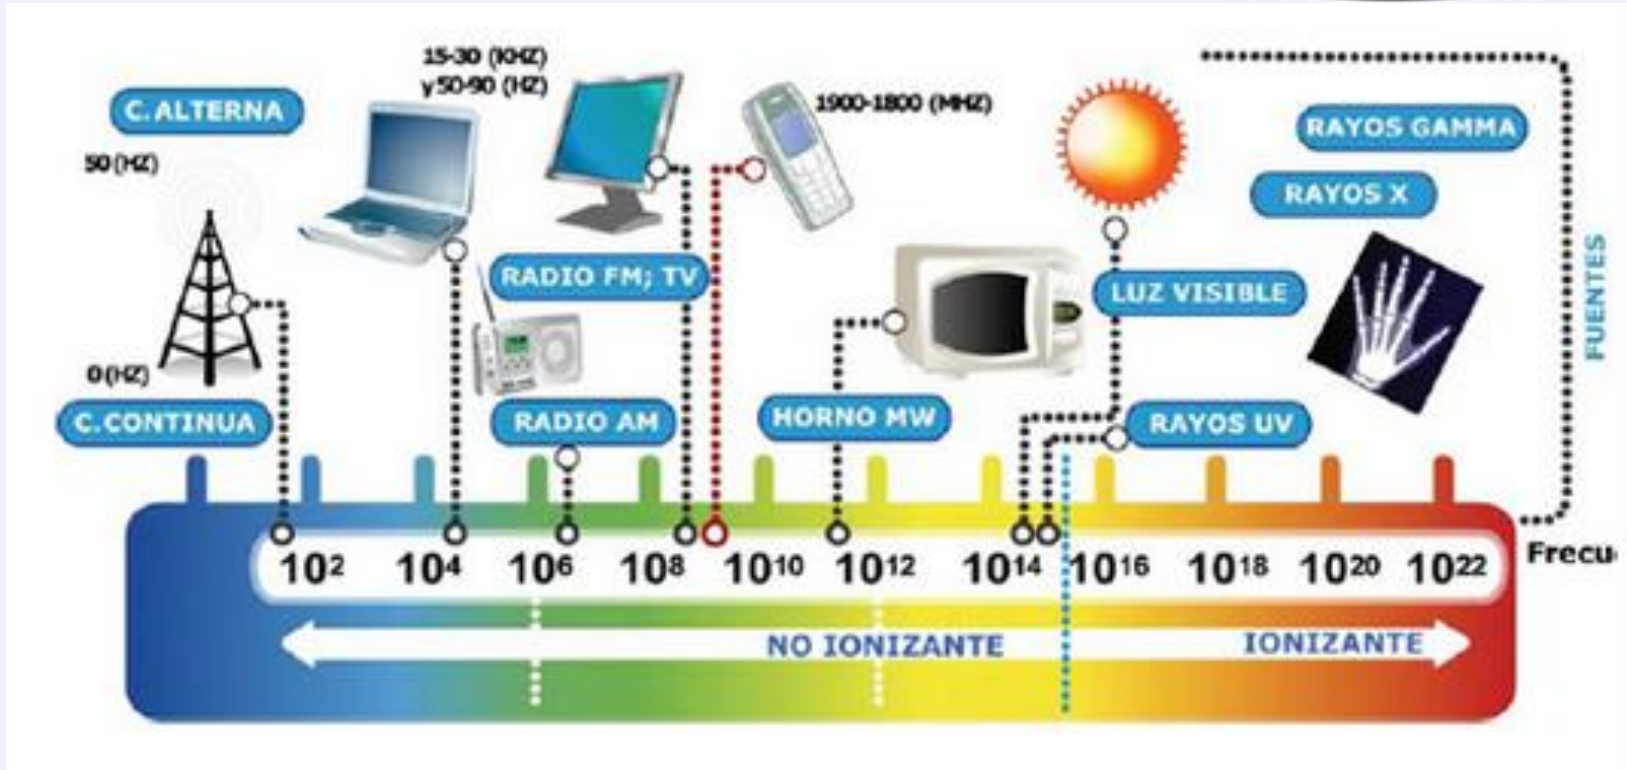 15-30 (KHZ)
y 50-90 (HZ)
C. ALTERNA
1900-1800 (MHZ)
RAYOS GAMMA
50 (HZ)
RAYOS X
FUENTES
RADIO FM; TV
LUZ VISIBLE
0 (HZ)
C.CONTINUA
RADIO AM
HORNO MW
RAYOS UV
10² 10⁴ 10⁶ 10⁸ 10¹⁰ 10¹² 10¹⁴ 10¹⁶ 10¹⁸ 10²⁰ 10²² Frecu
NO IONIZANTE IONIZANTE